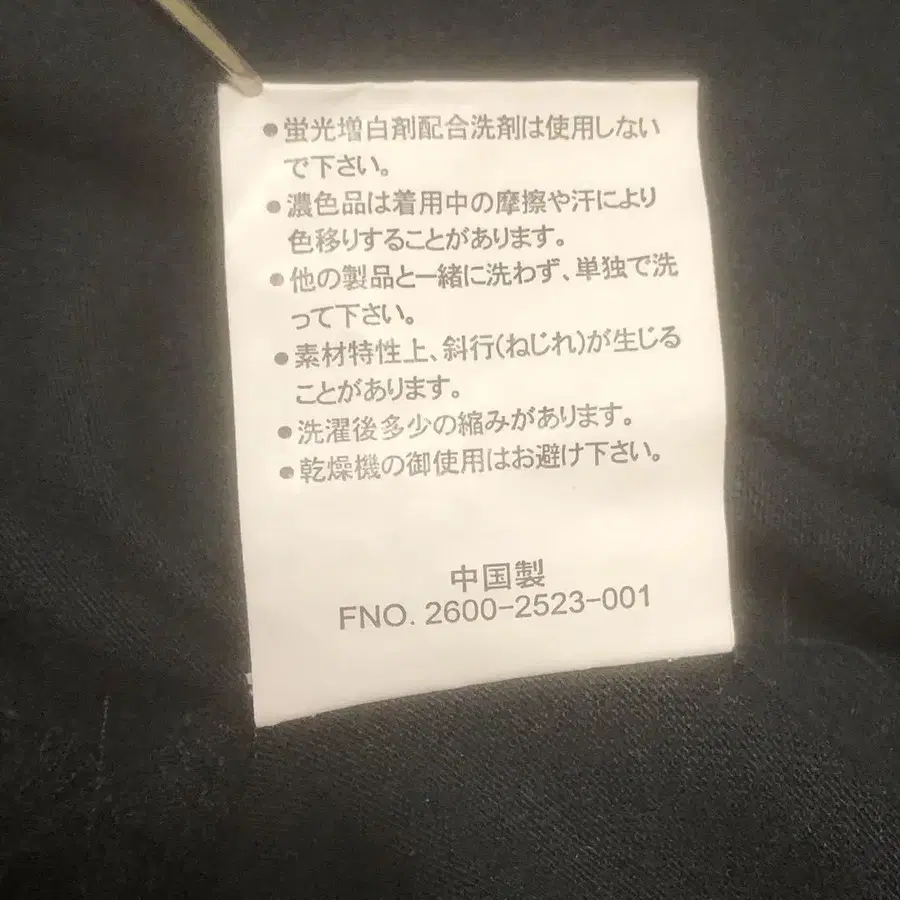 ●蛍光増白剤配合洗剤は使用しない
で下さい。
●濃色品は着用中の摩擦や汗により
色移りすることがあります。
●他の製品と一緒に洗わず、単独で洗
って下さい。
●素材特性上、斜行(ねじれ)が生じる
ことがあります。
●洗濯後多少の縮みがあります。
●乾燥機の御使用はお避け下さい。
中国製
FNO. 2600-2523-001